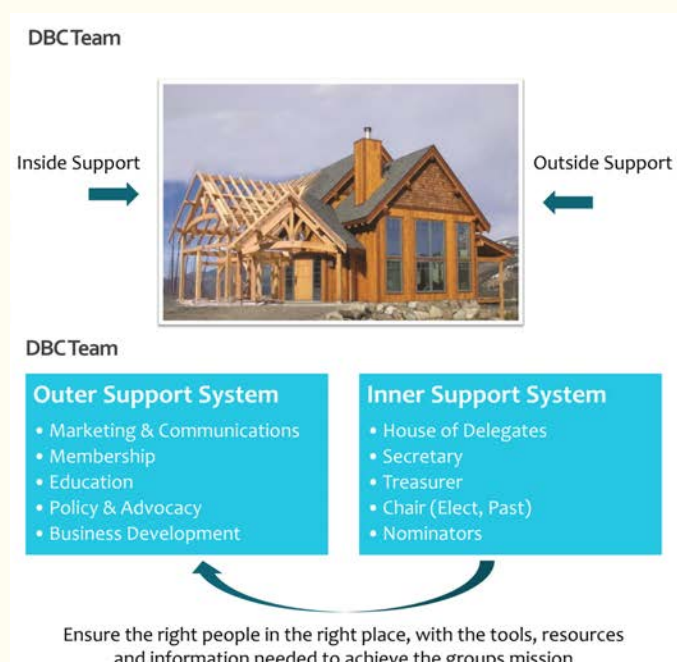 DBC Team
Inside Support
Outside Support
DBC Team
Outer Support System
• Marketing & Communications
• Membership
• Education
• Policy & Advocacy
• Business Development
Inner Support System
• House of Delegates
• Secretary
• Treasurer
• Chair (Elect, Past)
• Nominators
Ensure the right people in the right place, with the tools, resources
and information needed to achieve the groups mission